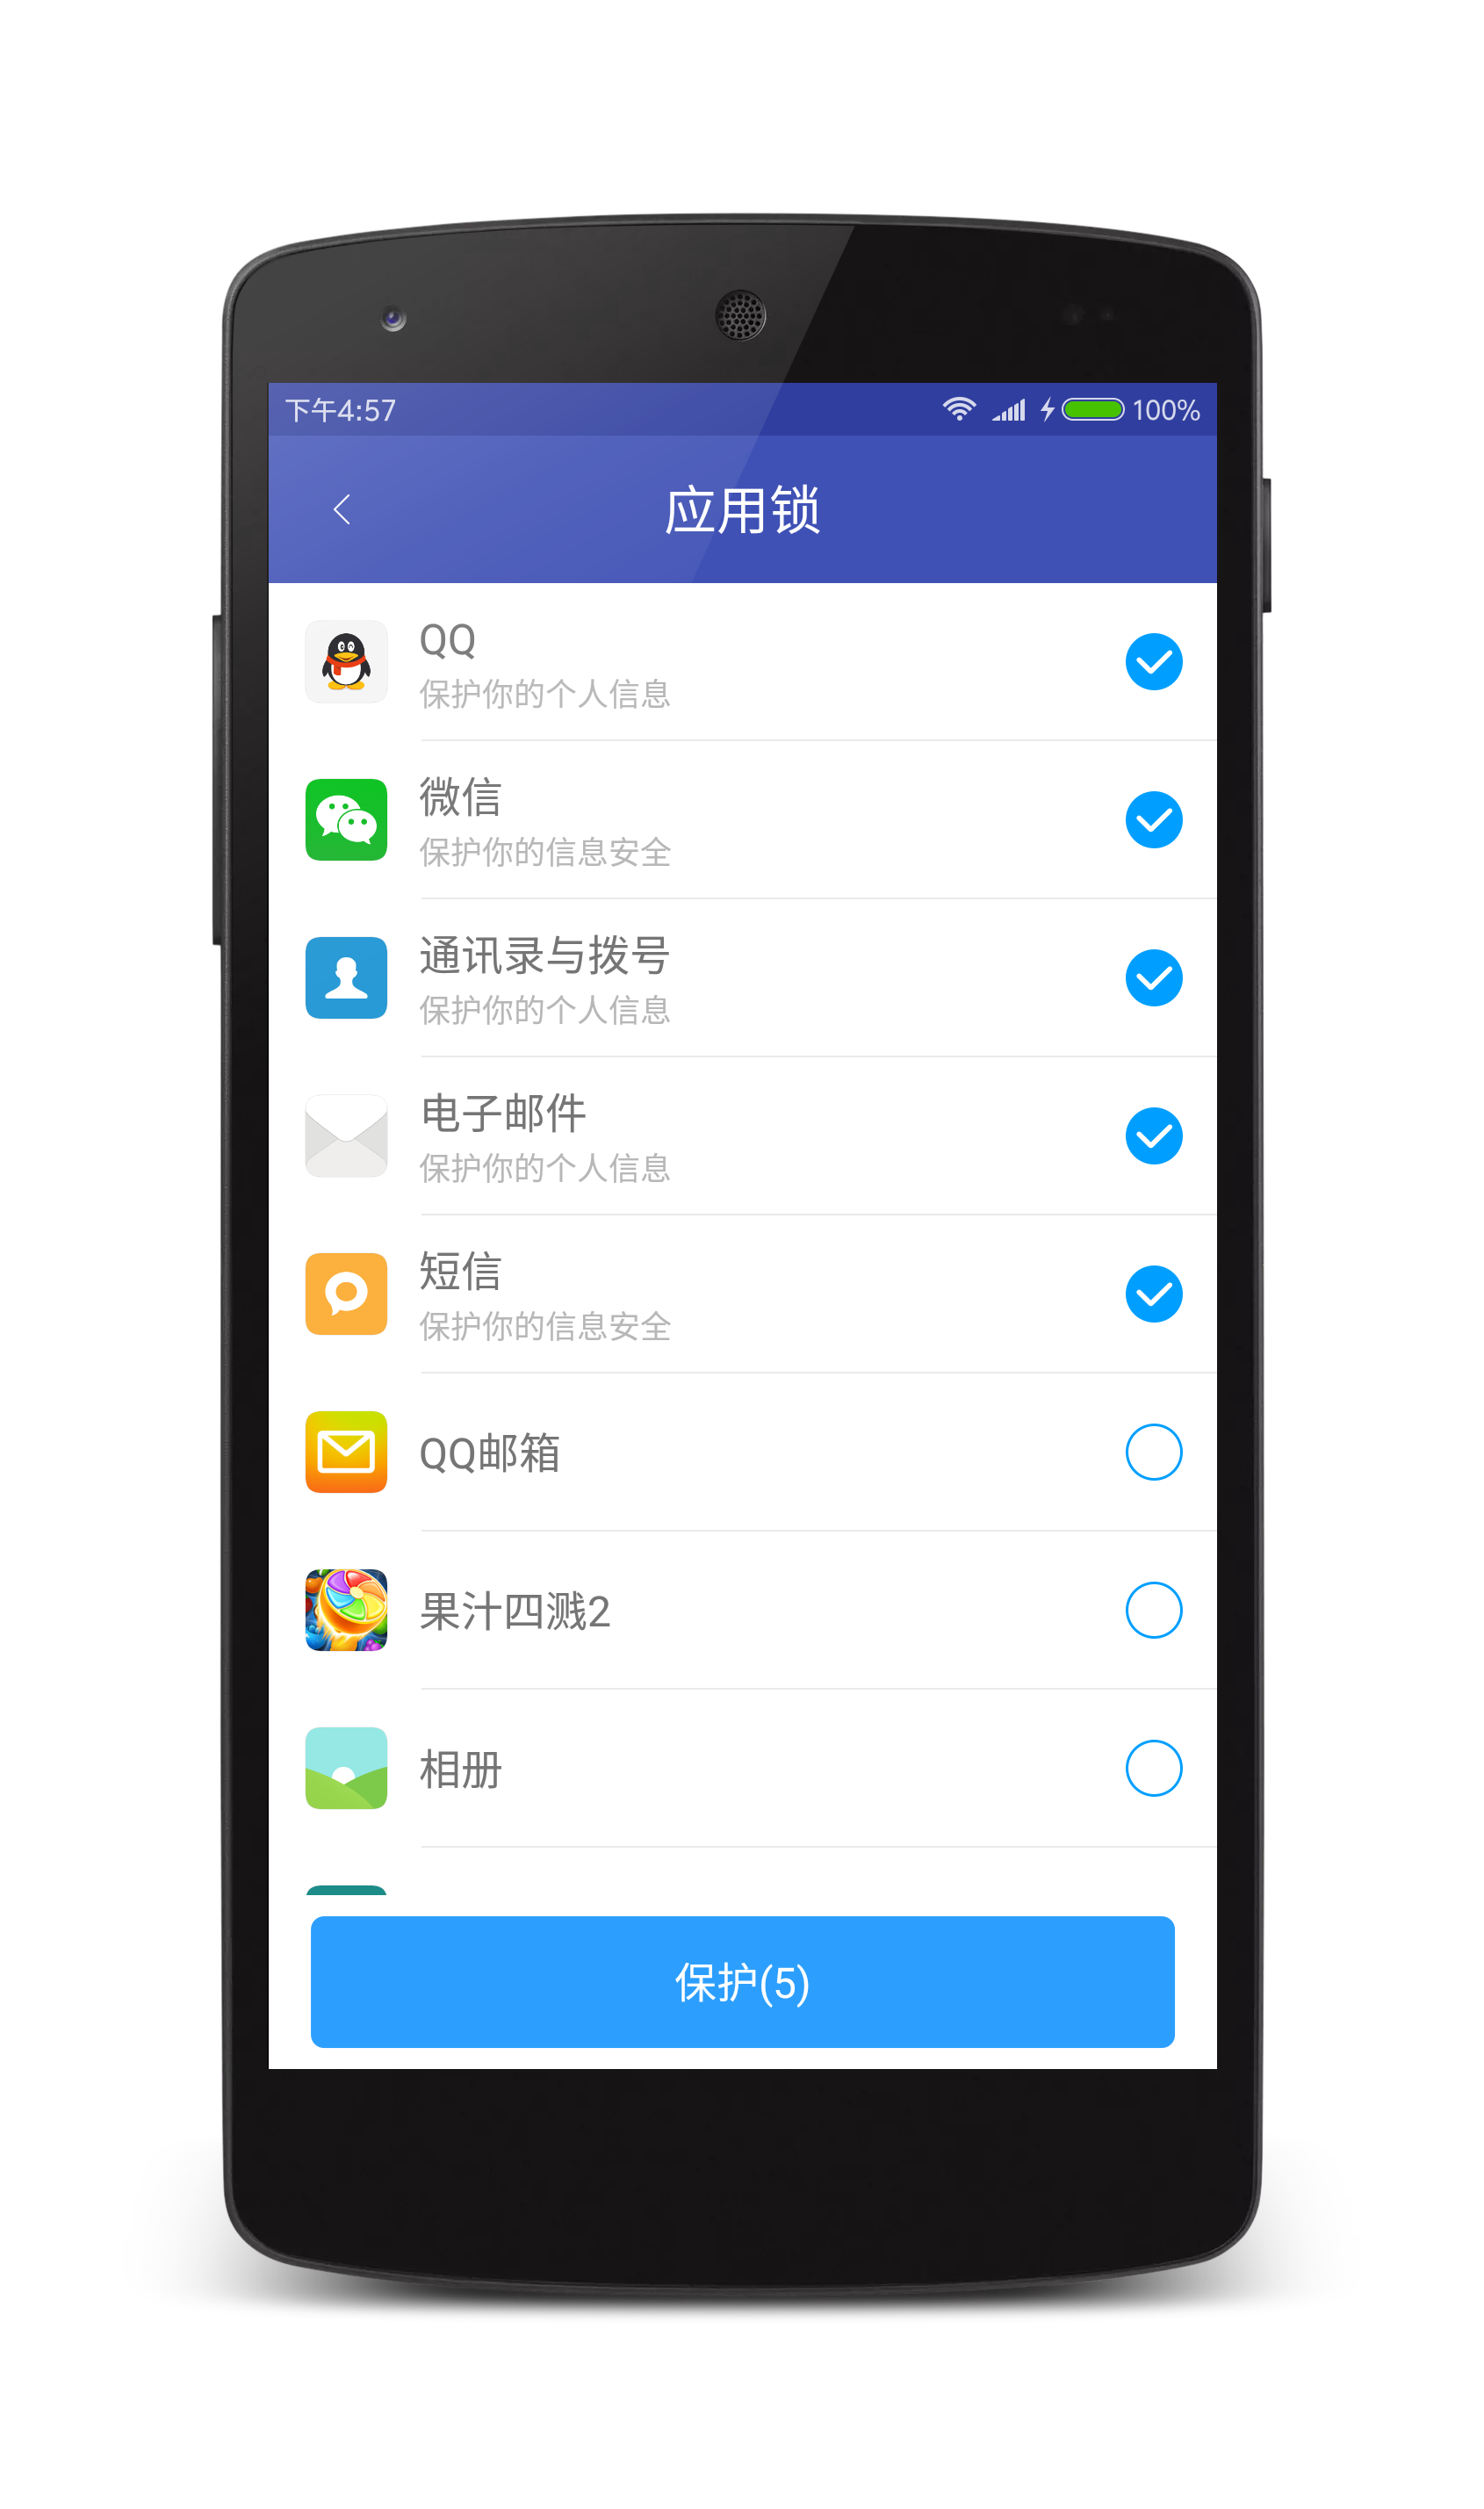 下午4:57
100%
应用锁
QQ
保护你的个人信息
微信
保护你的信息安全
通讯录与拨号
保护你的个人信息
电子邮件
保护你的个人信息
短信
保护你的信息安全
QQ邮箱
果汁四溅2
相册
保护(5)